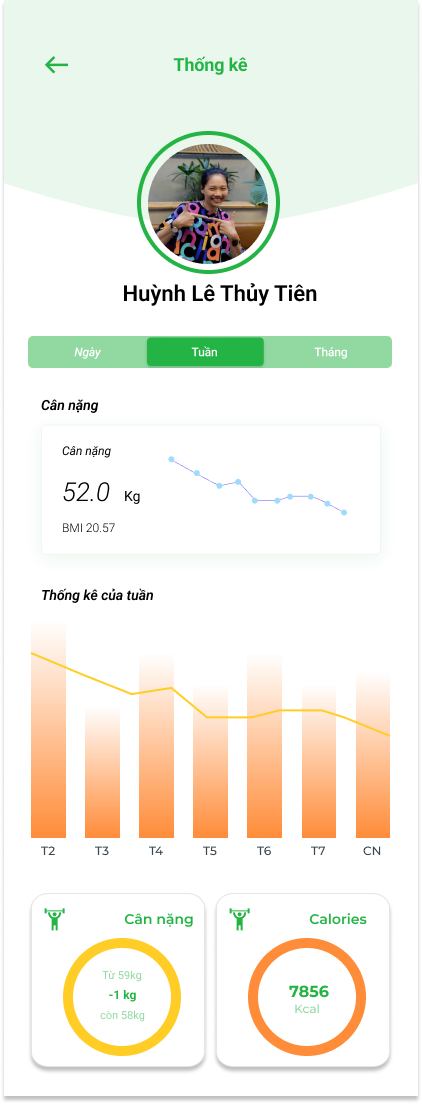 Thống kê
Huỳnh Lê Thủy Tiên
Ngày Tuần Tháng
Cân nặng
Cân nặng
52.0 Kg
BMI 20.57
Thống kê của tuần
T2 T3 T4 T5 T6 T7 CN
Cân nặng
Từ 59kg
-1 kg
còn 58kg
Calories
7856
Kcal